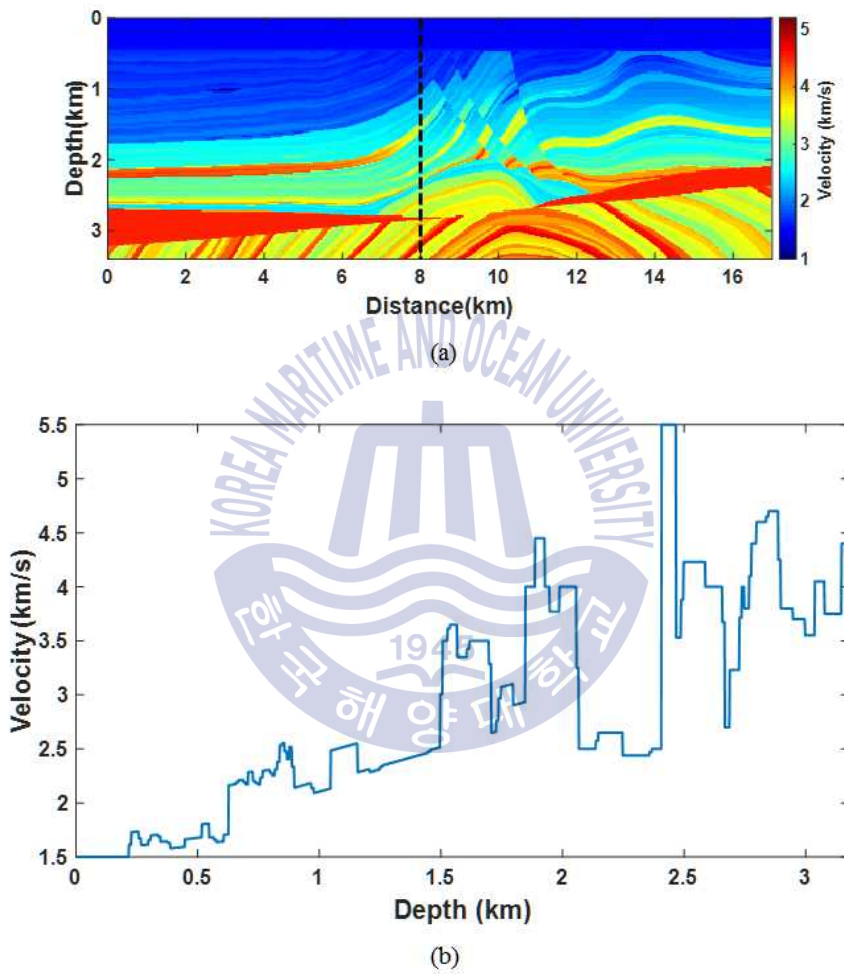 0
1
2
3
Depth(km)
0 2 4 6 8 10 12 14 16
Distance(km)
5
4
3
2
1
Velocity (km/s)
(a)
KOREA MARITIME AND OCEAN UNIVERSITY
1945
한국해양대학교
5.5
5
4.5
4
3.5
3
2.5
2
1.5
Velocity (km/s)
0 0.5 1 1.5 2 2.5 3
Depth (km)
(b)